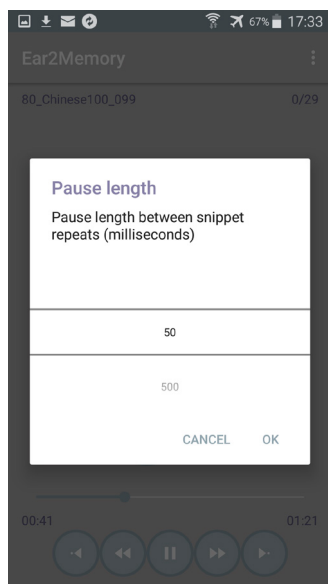 67% 17:33
Ear2Memory
80_Chinese100_099 0/29
Pause length
Pause length between snippet
repeats (milliseconds)
50
500
CANCEL OK
00:41 01:21